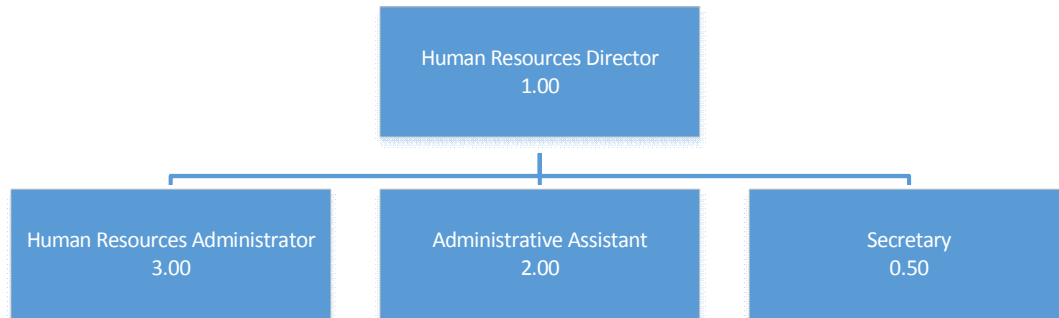 Human Resources Director
1.00
Human Resources Administrator
3.00
Administrative Assistant
2.00
Secretary
0.50